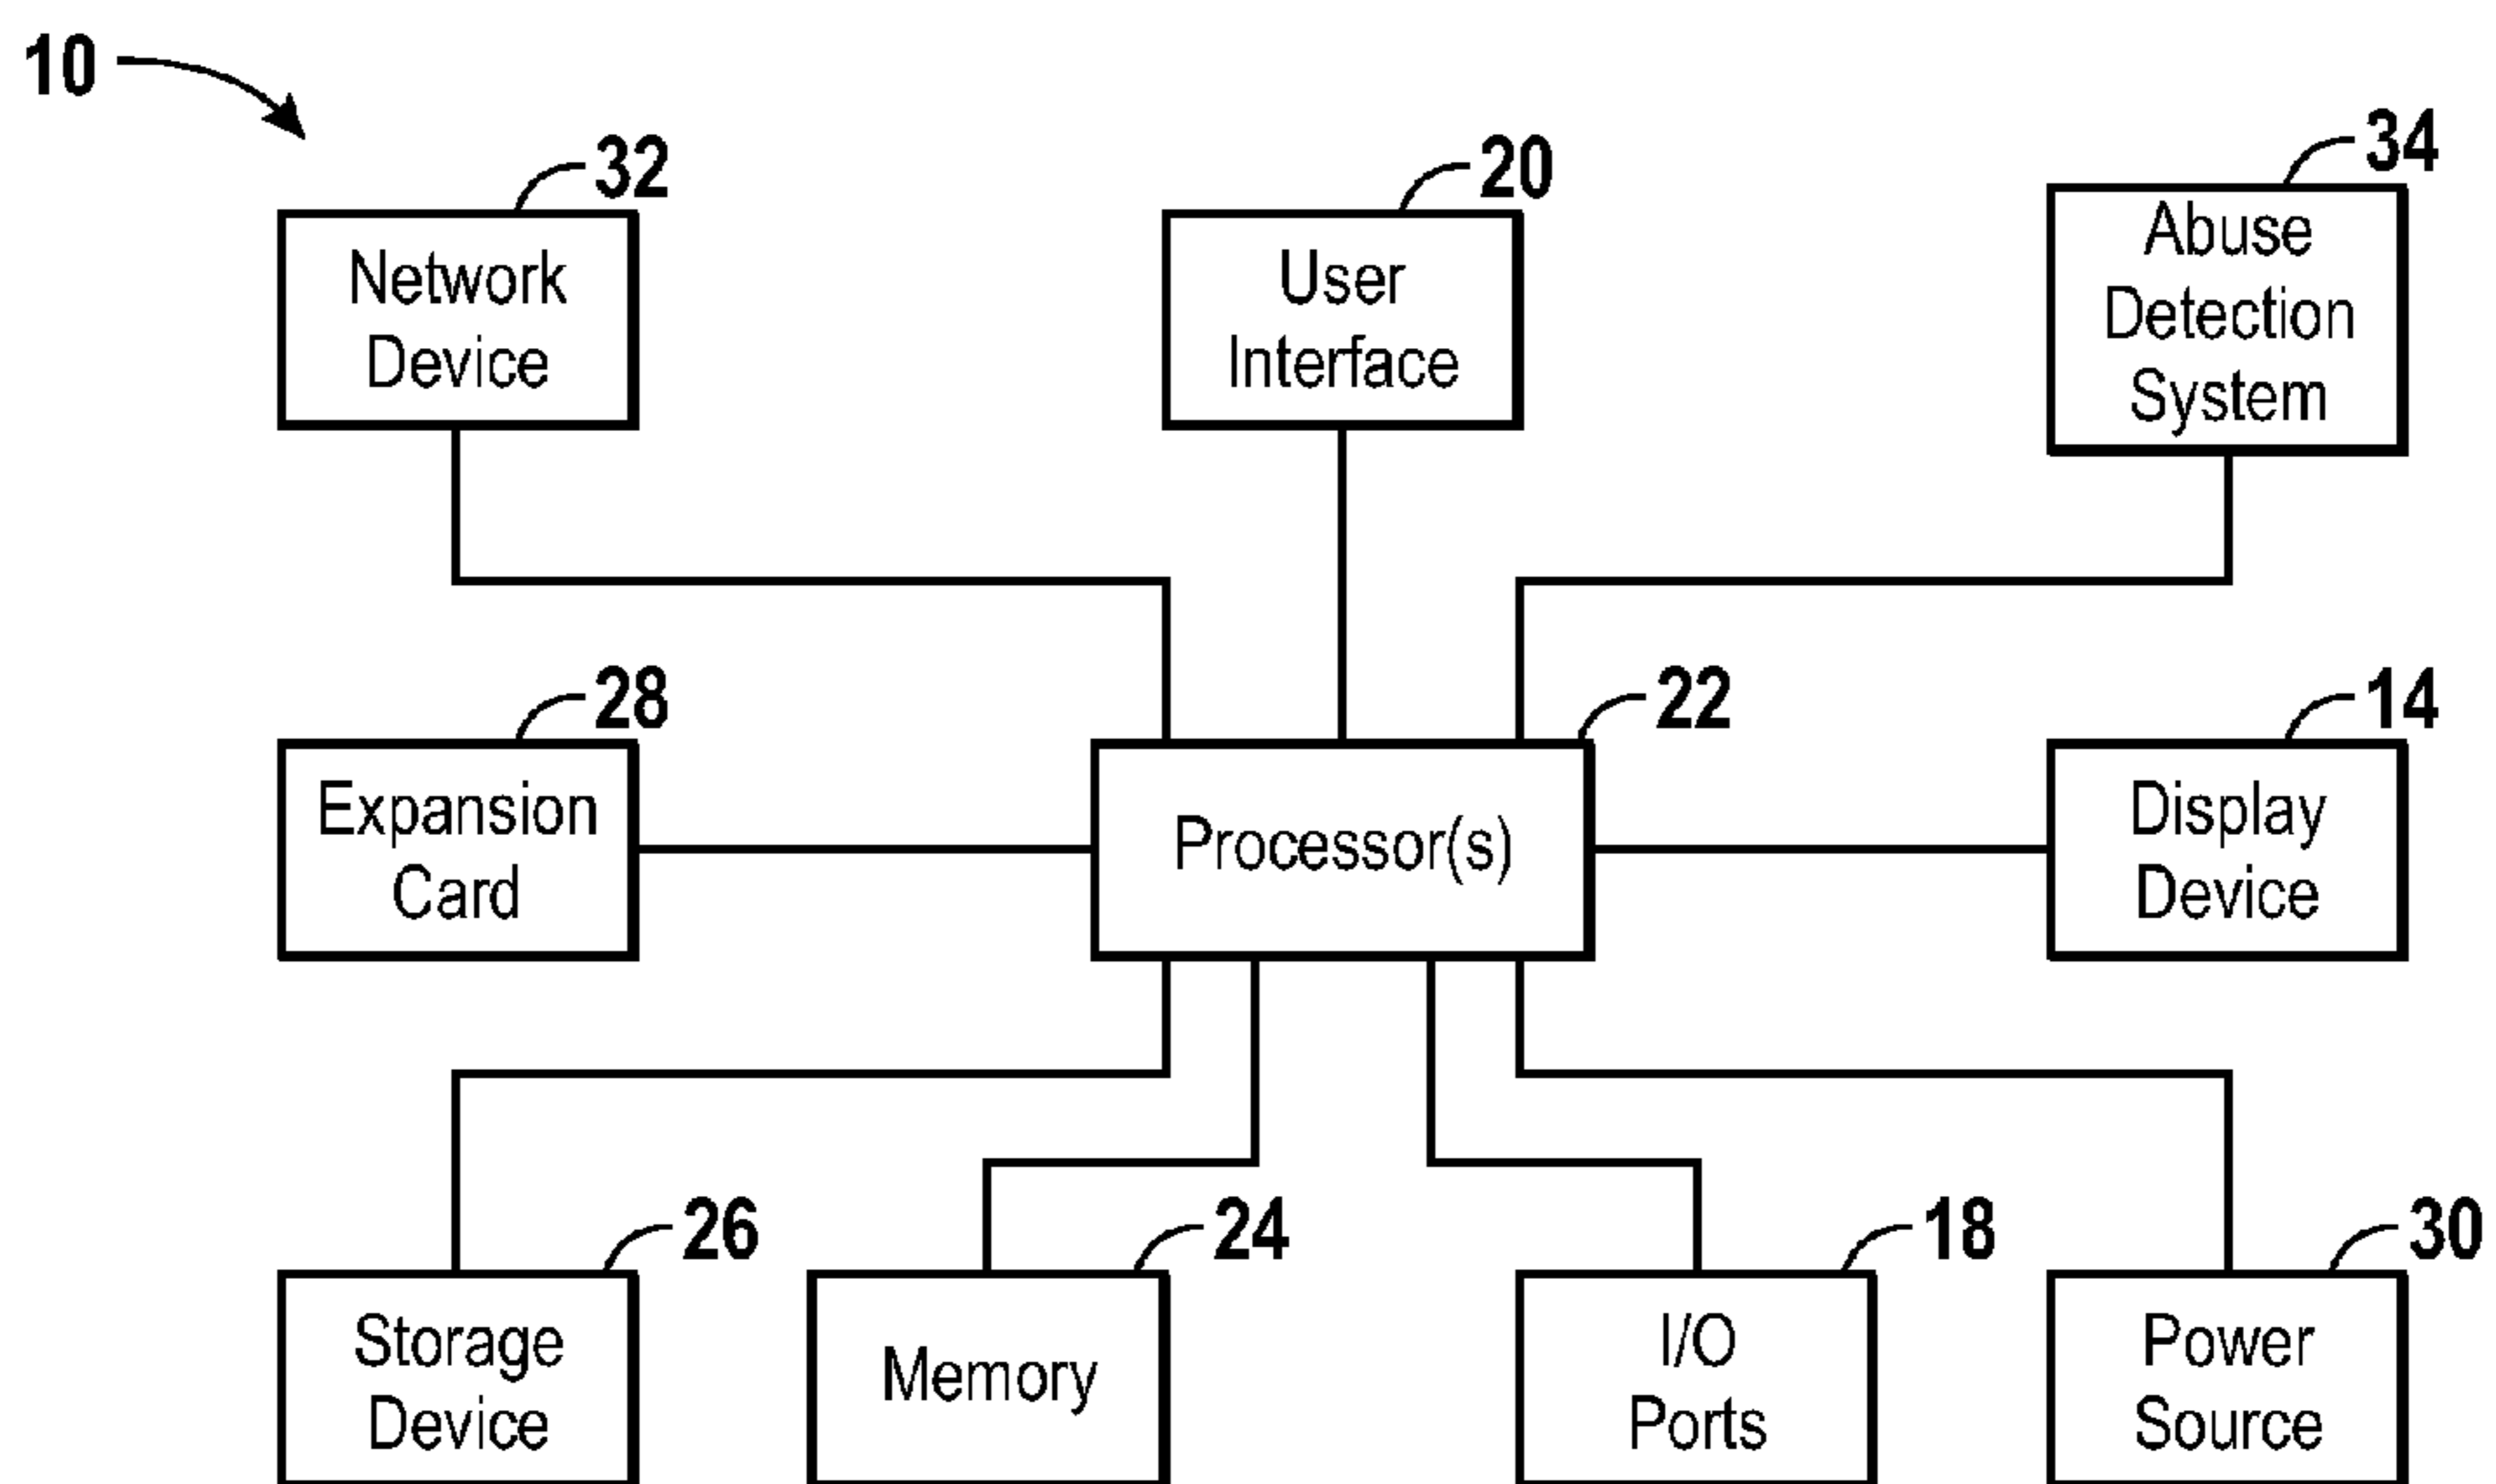 10
32
20
34
Network
Device
User
Interface
Abuse
Detection
System
28
22
14
Expansion
Card
Processor(s)
Display
Device
26
24
18
30
Storage
Device
Memory
I/O
Ports
Power
Source